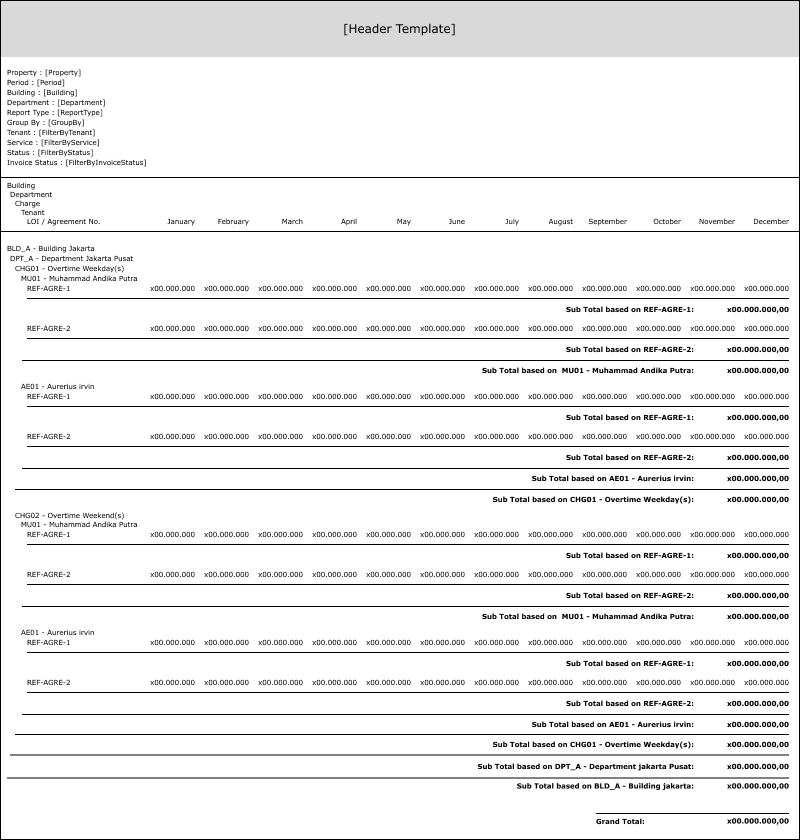 [Header Template]
Property : [Property]
Period : [Period]
Building : [Building]
Department : [Department]
Report Type : [ReportType]
Group By : [GroupBy]
Tenant : [FilterByTenant]
Service : [FilterByService]
Status : [FilterByStatus]
Invoice Status : [FilterByInvoiceStatus]
Building
Department
Charge
Tenant
LOI / Agreement No. January February March April May June July August September October November December
BLD_A - Building Jakarta
DPT_A - Department Jakarta Pusat
CHG01 - Overtime Weekday(s)
MU01 - Muhammad Andika Putra
REF-AGRE-1 x00.000.000 x00.000.000 x00.000.000 x00.000.000 x00.000.000 x00.000.000 x00.000.000 x00.000.000 x00.000.000 x00.000.000 x00.000.000 x00.000.000
Sub Total based on REF-AGRE-1: x00.000.000,00
REF-AGRE-2 x00.000.000 x00.000.000 x00.000.000 x00.000.000 x00.000.000 x00.000.000 x00.000.000 x00.000.000 x00.000.000 x00.000.000 x00.000.000 x00.000.000
Sub Total based on REF-AGRE-2: x00.000.000,00
Sub Total based on  MU01 - Muhammad Andika Putra: x00.000.000,00
AE01 - Aurerius irvin
REF-AGRE-1 x00.000.000 x00.000.000 x00.000.000 x00.000.000 x00.000.000 x00.000.000 x00.000.000 x00.000.000 x00.000.000 x00.000.000 x00.000.000 x00.000.000
Sub Total based on REF-AGRE-1: x00.000.000,00
REF-AGRE-2 x00.000.000 x00.000.000 x00.000.000 x00.000.000 x00.000.000 x00.000.000 x00.000.000 x00.000.000 x00.000.000 x00.000.000 x00.000.000 x00.000.000
Sub Total based on REF-AGRE-2: x00.000.000,00
Sub Total based on AE01 - Aurerius irvin: x00.000.000,00
Sub Total based on CHG01 - Overtime Weekday(s): x00.000.000,00
CHG02 - Overtime Weekend(s)
MU01 - Muhammad Andika Putra
REF-AGRE-1 x00.000.000 x00.000.000 x00.000.000 x00.000.000 x00.000.000 x00.000.000 x00.000.000 x00.000.000 x00.000.000 x00.000.000 x00.000.000 x00.000.000
Sub Total based on REF-AGRE-1: x00.000.000,00
REF-AGRE-2 x00.000.000 x00.000.000 x00.000.000 x00.000.000 x00.000.000 x00.000.000 x00.000.000 x00.000.000 x00.000.000 x00.000.000 x00.000.000 x00.000.000
Sub Total based on REF-AGRE-2: x00.000.000,00
Sub Total based on  MU01 - Muhammad Andika Putra: x00.000.000,00
AE01 - Aurerius irvin
REF-AGRE-1 x00.000.000 x00.000.000 x00.000.000 x00.000.000 x00.000.000 x00.000.000 x00.000.000 x00.000.000 x00.000.000 x00.000.000 x00.000.000 x00.000.000
Sub Total based on REF-AGRE-1: x00.000.000,00
REF-AGRE-2 x00.000.000 x00.000.000 x00.000.000 x00.000.000 x00.000.000 x00.000.000 x00.000.000 x00.000.000 x00.000.000 x00.000.000 x00.000.000 x00.000.000
Sub Total based on REF-AGRE-2: x00.000.000,00
Sub Total based on AE01 - Aurerius irvin: x00.000.000,00
Sub Total based on CHG01 - Overtime Weekday(s): x00.000.000,00
Sub Total based on DPT_A - Department jakarta Pusat: x00.000.000,00
Sub Total based on BLD_A - Building jakarta: x00.000.000,00
Grand Total: x00.000.000,00